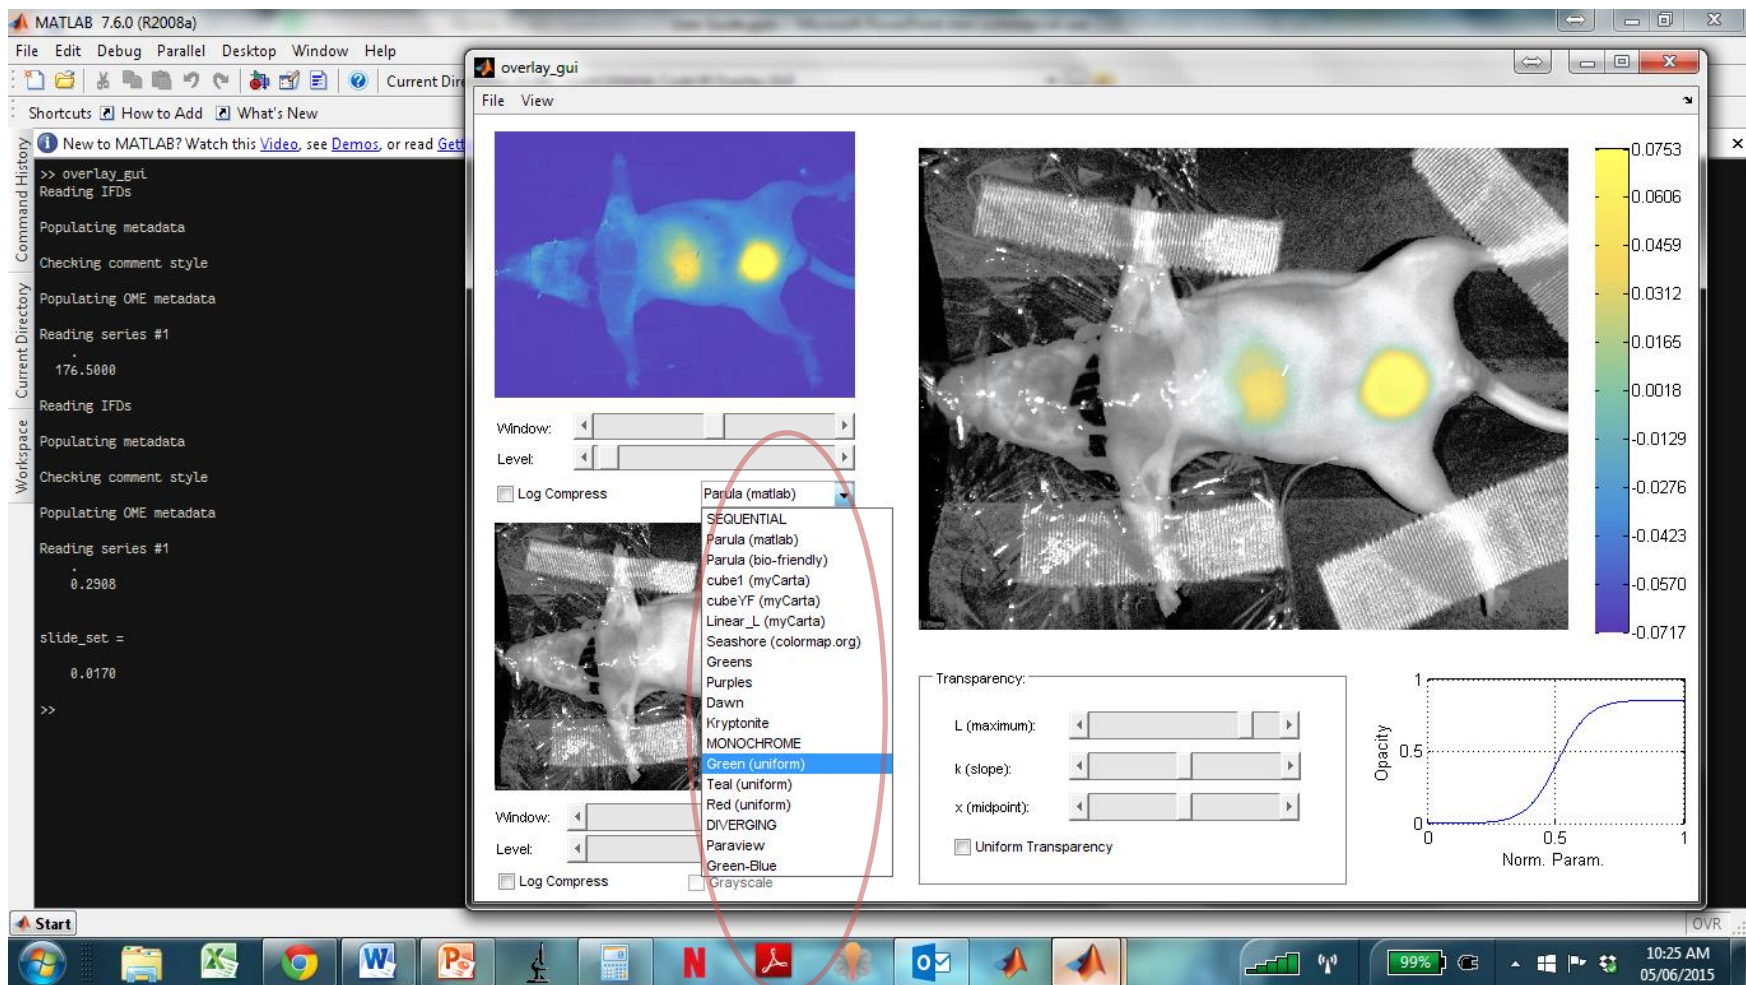 MATLAB 7.6.0 (R2008a)
File Edit Debug Parallel Desktop Window Help
Current Dire
Shortcuts How to Add What's New
New to MATLAB? Watch this Video, see Demos, or read Gett
Command History
Current Directory
Workspace
>> overlay_gui
Reading IFDs
Populating metadata
Checking comment style
Populating OME metadata
Reading series #1
.
176.5000
Reading IFDs
Populating metadata
Checking comment style
Populating OME metadata
Reading series #1
.
0.2908
slide_set =
0.0170
>>
overlay_gui
File View
Window:
Level:
Log Compress
Parula (matlab)
SEQUENTIAL
Parula (matlab)
Parula (bio-friendly)
cube1 (myCarta)
cubeYF (myCarta)
Linear_L (myCarta)
Seashore (colormap.org)
Greens
Purples
Dawn
Kryptonite
MONOCHROME
Green (uniform)
Teal (uniform)
Red (uniform)
DIVERGING
Paraview
Green-Blue
Window:
Level:
Log Compress
Grayscale
0.0753
0.0606
0.0459
0.0312
0.0165
0.0018
-0.0129
-0.0276
-0.0423
-0.0570
-0.0717
Transparency:
L (maximum):
k (slope):
x (midpoint):
Uniform Transparency
Opacity
1
0.5
0
0
0.5
1
Norm. Param.
Start
OVR
99%
10:25 AM
05/06/2015